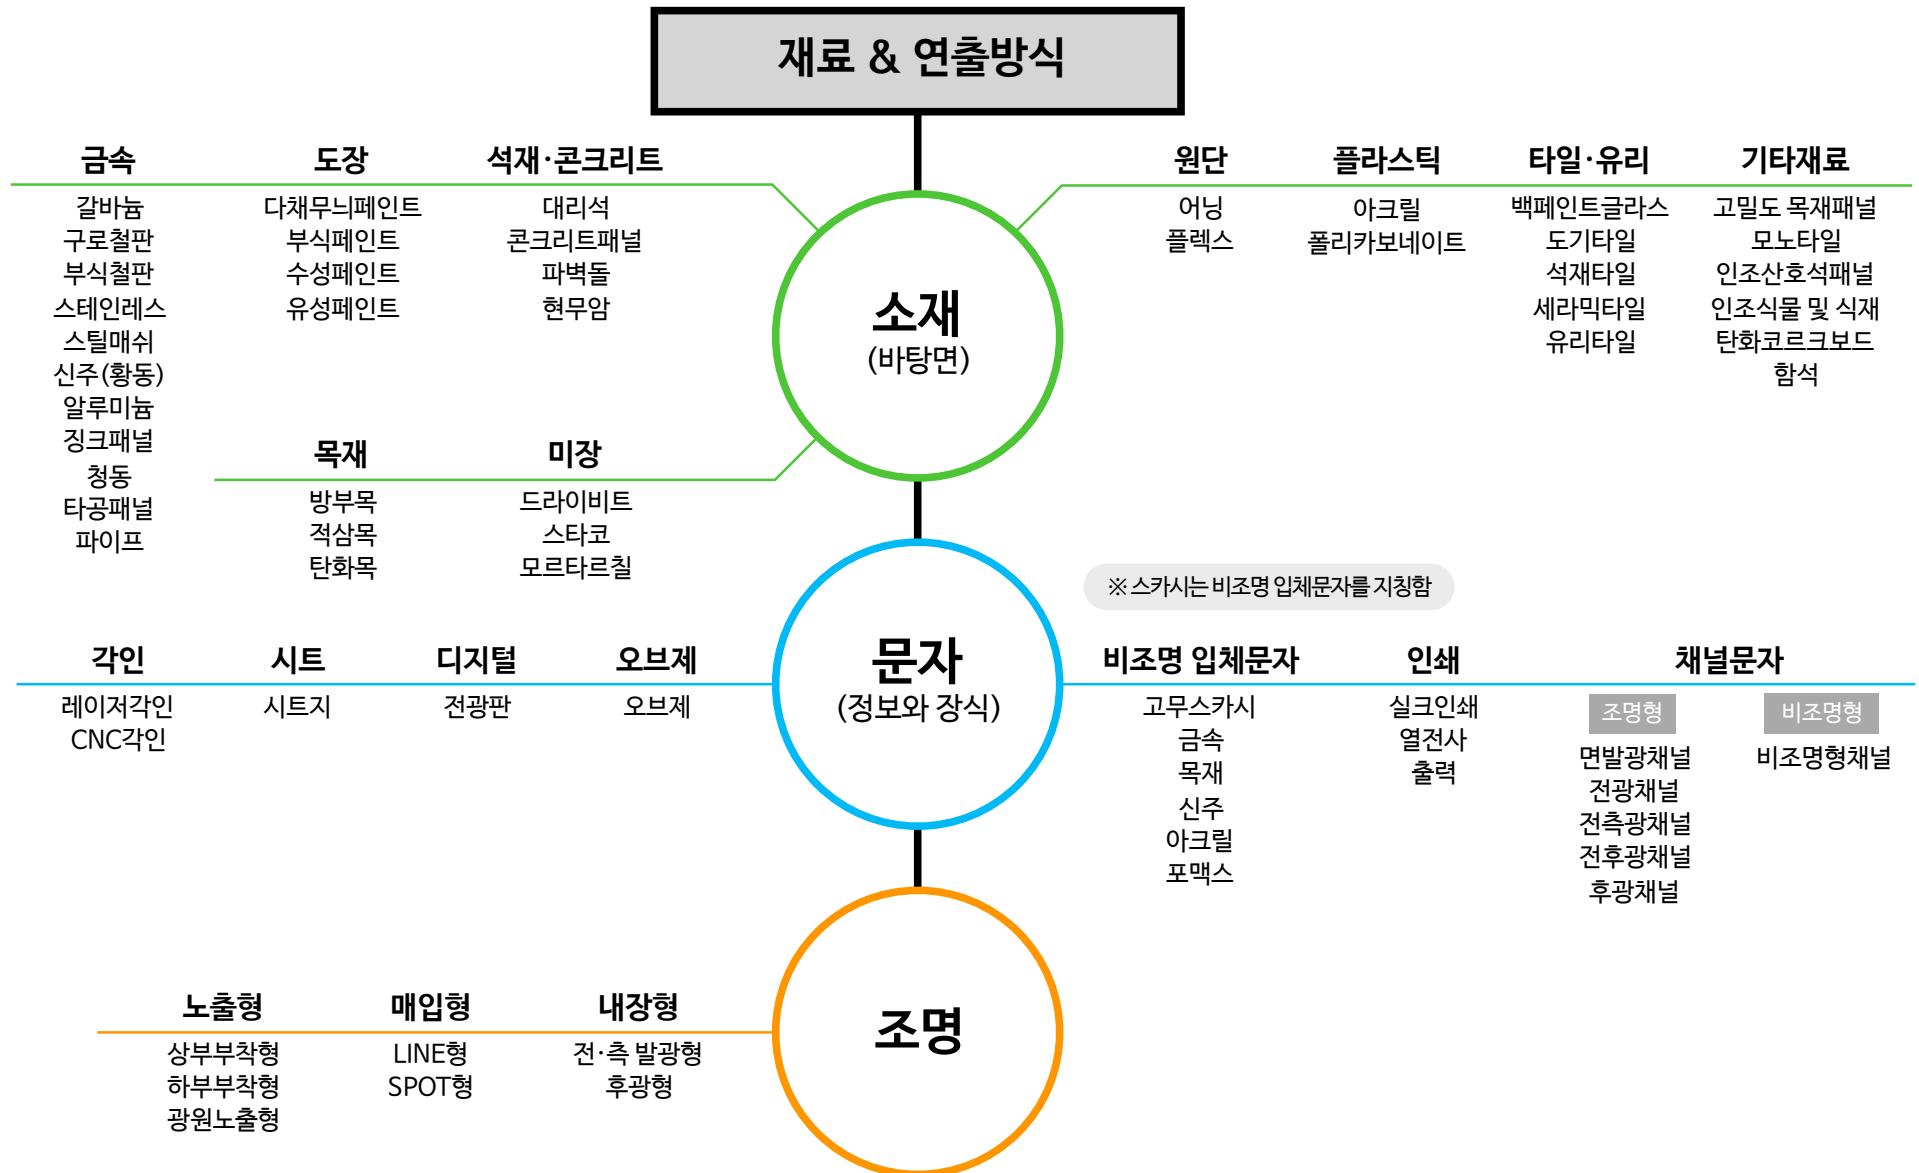 재료 & 연출방식
금속
갈바늄
구로철판
부식철판
스테인레스
스틸매쉬
신주(황동)
알루미늄
징크패널
청동
타공패널
파이프
도장
다채무늬페인트
부식페인트
수성페인트
유성페인트
석재·콘크리트
대리석
콘크리트패널
파벽돌
현무암
목재
방부목
적삼목
탄화목
미장
드라이비트
스타코
모르타르칠
소재
(바탕면)
원단
어닝
플렉스
플라스틱
아크릴
폴리카보네이트
타일·유리
백페인트글라스
도기타일
석재타일
세라믹타일
유리타일
기타재료
고밀도 목재패널
모노타일
인조산호석패널
인조식물 및 식재
탄화코르크보드
함석
각인
레이저각인
CNC각인
시트
시트지
디지털
전광판
오브제
오브제
문자
(정보와 장식)
※ 스카시는 비조명 입체문자를 지칭함
비조명 입체문자
고무스카시
금속
목재
신주
아크릴
포맥스
인쇄
실크인쇄
열전사
출력
채널문자
조명형
면발광채널
전광채널
전측광채널
전후광채널
후광채널
비조명형
비조명형채널
노출형
상부부착형
하부부착형
광원노출형
매입형
LINE형
SPOT형
내장형
전·측 발광형
후광형
조명